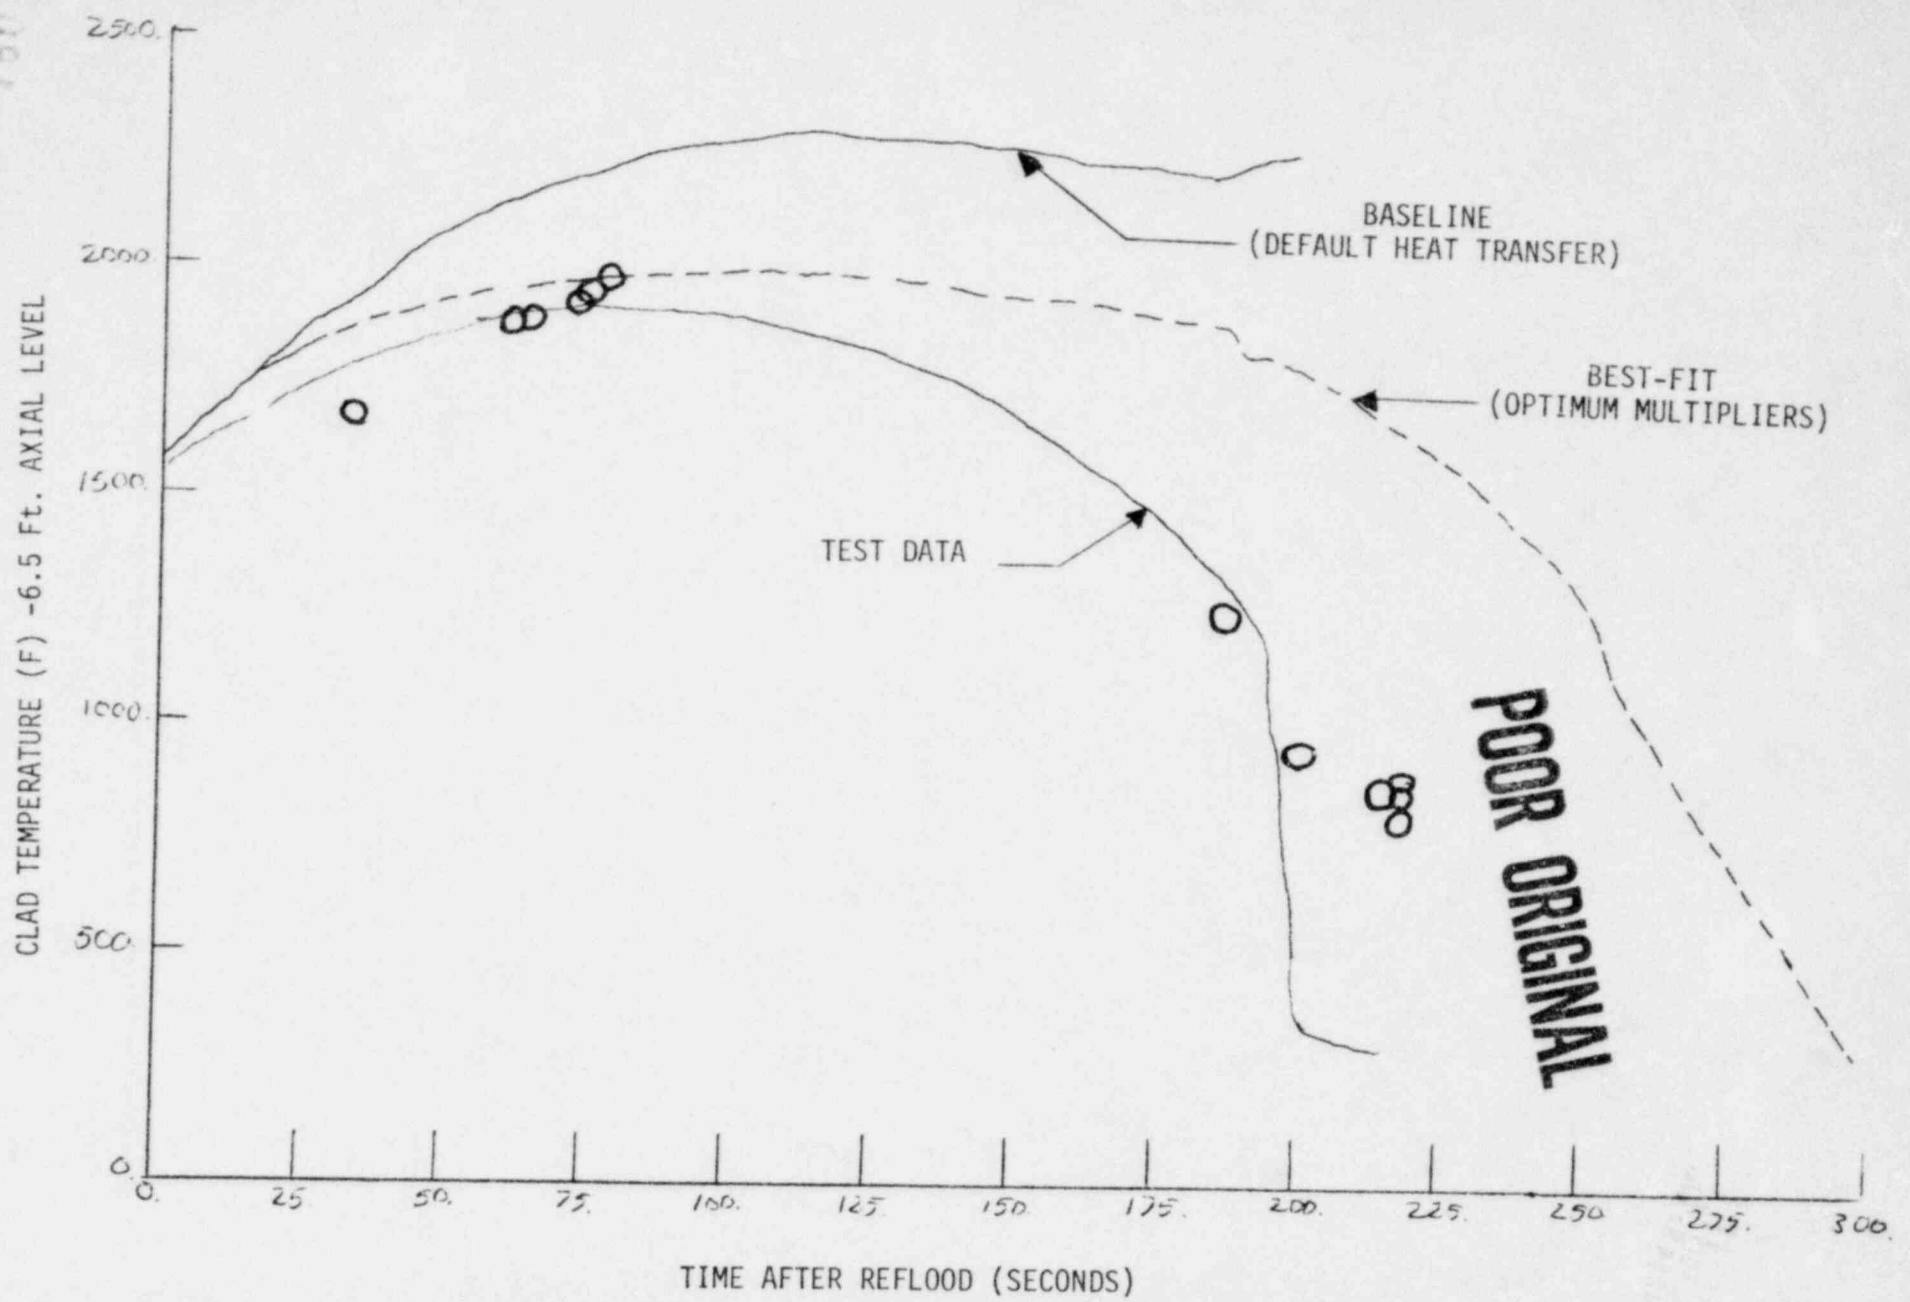 2500.
2000.
1500.
1000.
500.
0.
CLAD TEMPERATURE (F) -6.5 Ft. AXIAL LEVEL
BASELINE
(DEFAULT HEAT TRANSFER)
BEST-FIT
(OPTIMUM MULTIPLIERS)
TEST DATA
POOR ORIGINAL
0. 25 50. 75. 100. 125. 150. 175. 200. 225. 250 275. 300.
TIME AFTER REFLOOD (SECONDS)